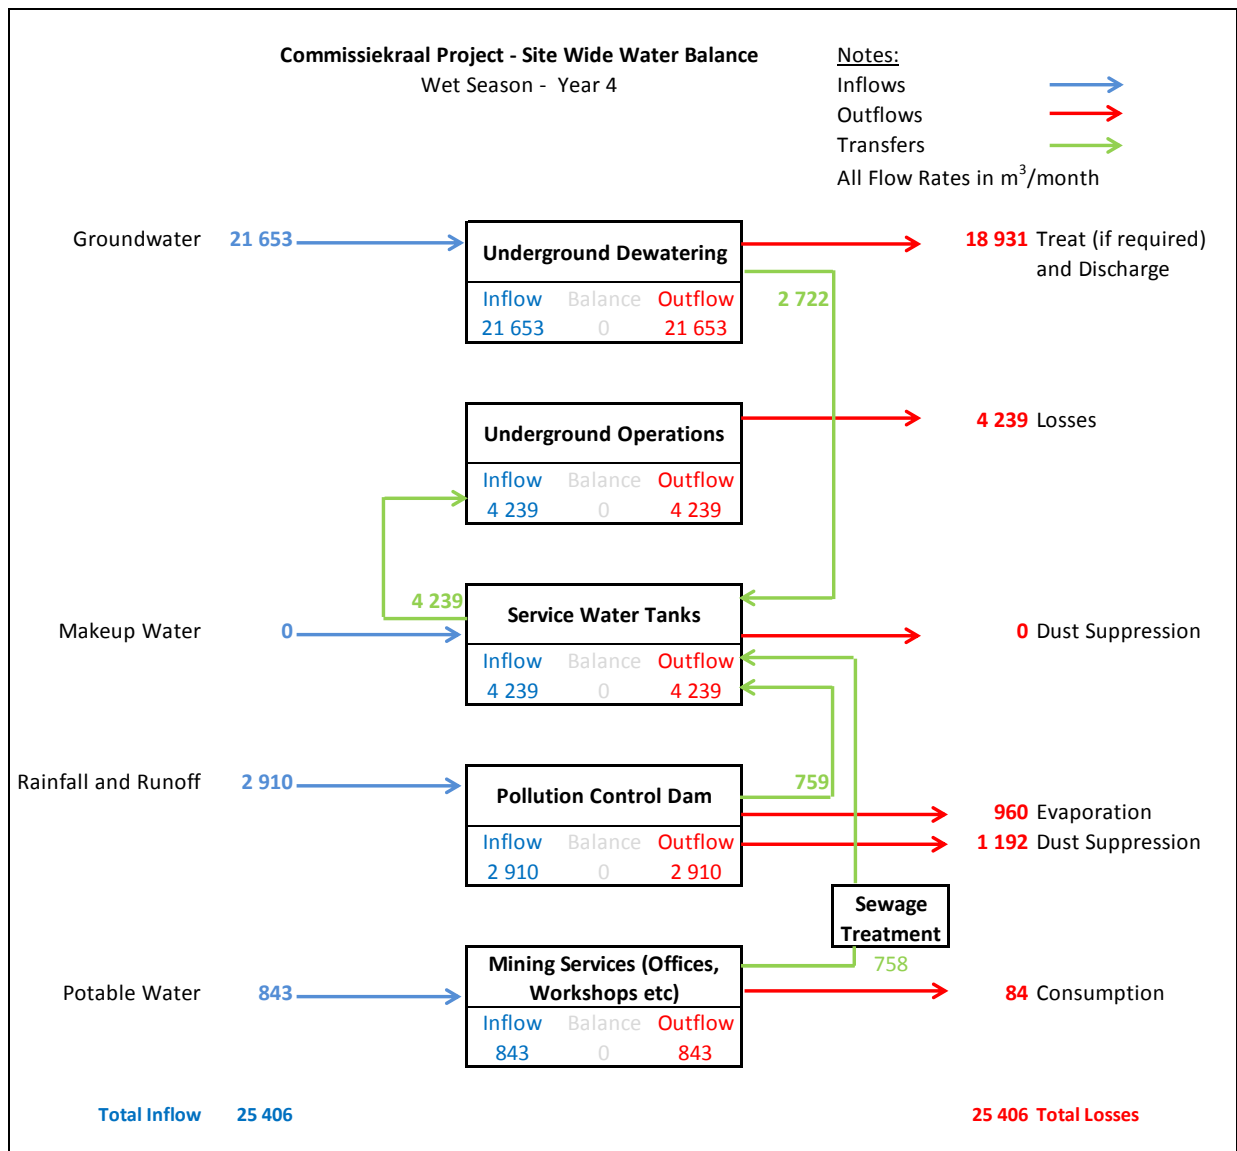 Commissiekraal Project - Site Wide Water Balance
Wet Season - Year 4
Notes:
Inflows
Outflows
Transfers
All Flow Rates in m³/month
Groundwater 21 653
Underground Dewatering
Inflow Balance Outflow
21 653 0 21 653
2 722
18 931 Treat (if required)
and Discharge
Underground Operations
Inflow Balance Outflow
4 239 0 4 239
4 239 Losses
4 239
Makeup Water 0
Service Water Tanks
Inflow Balance Outflow
4 239 0 4 239
0 Dust Suppression
Rainfall and Runoff 2 910
Pollution Control Dam
Inflow Balance Outflow
2 910 0 2 910
759
960 Evaporation
1 192 Dust Suppression
Sewage
Treatment
758
Potable Water 843
Mining Services (Offices,
Workshops etc)
Inflow Balance Outflow
843 0 843
84 Consumption
Total Inflow 25 406
25 406 Total Losses